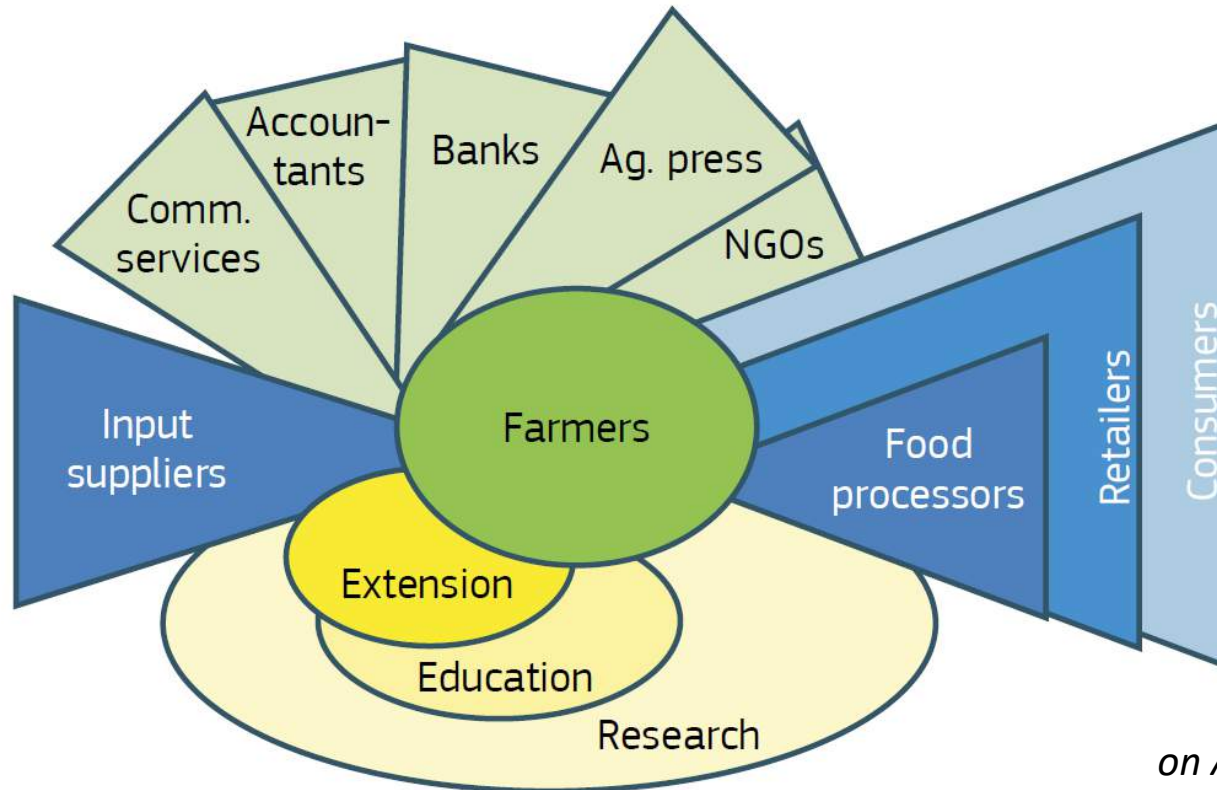 Accoun-
tants
Banks
Ag. press
Comm.
services
NGOs
Input
suppliers
Farmers
Food
processors
Retailers
Consumers
Extension
Education
Research
on